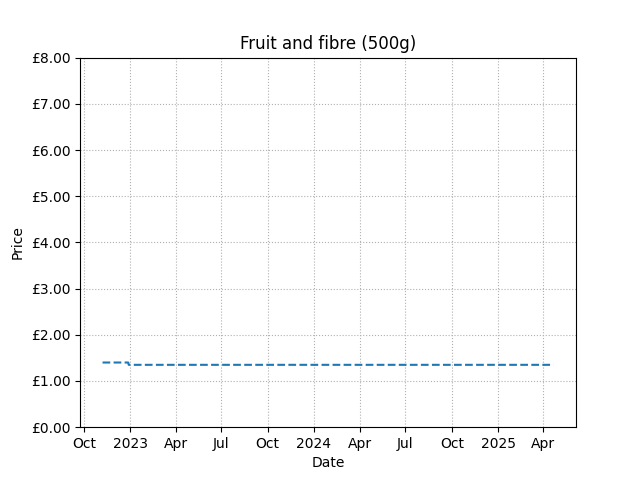 Fruit and fibre (500g)
£8.00
£7.00
£6.00
£5.00
£4.00
£3.00
£2.00
£1.00
£0.00
Price
Oct 2023 Apr Jul Oct 2024 Apr Jul Oct 2025 Apr
Date